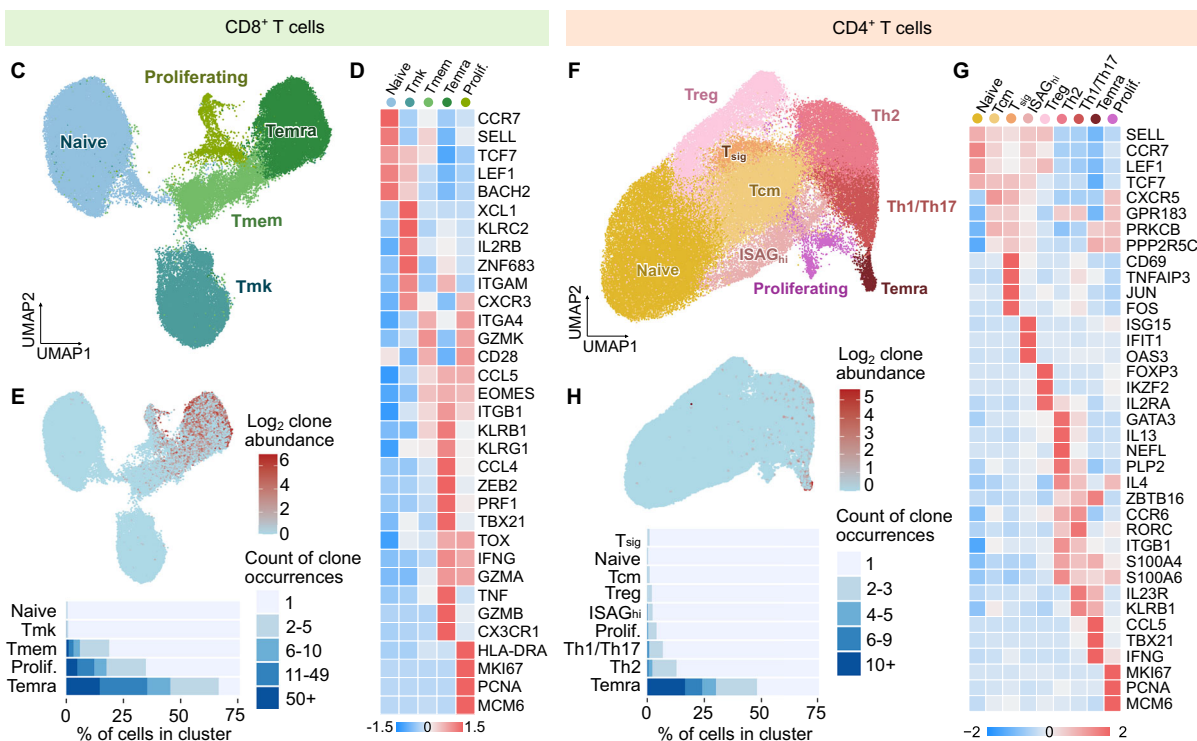 CD8⁺ T cells
CD4⁺ T cells
C
Proliferating
Naive
Temra
Tmem
Tmk
UMAP2
UMAP1
D
Naive
Tmk
Tmem
Temra
Prolif.
CCR7
SELL
TCF7
LEF1
BACH2
XCL1
KLRC2
IL2RB
ZNF683
ITGAM
CXCR3
ITGA4
GZMK
CD28
CCL5
EOMES
ITGB1
KLRB1
KLRG1
CCL4
ZEB2
PRF1
TBX21
TOX
IFNG
GZMA
TNF
GZMB
CX3CR1
HLA-DRA
MKI67
PCNA
MCM6
-1.5 0 1.5
E
Log₂ clone
abundance
6
4
2
0
Count of clone
occurrences
1
2-5
6-10
11-49
50+
Naive
Tmk
Tmem
Prolif.
Temra
0 25 50 75
% of cells in cluster
F
Treg
Th2
Tsig
Tcm
Th1/Th17
ISAGhi
Naive
Proliferating
Temra
UMAP2
UMAP1
G
Naive
Tcm
Tsig
ISAGhi
Treg
Th2
Th1/Th17
Temra
Prolif.
SELL
CCR7
LEF1
TCF7
CXCR5
GPR183
PRKCB
PPP2R5C
CD69
TNFAIP3
JUN
FOS
ISG15
IFIT1
OAS3
FOXP3
IKZF2
IL2RA
GATA3
IL13
NEFL
PLP2
IL4
ZBTB16
CCR6
RORC
ITGB1
S100A4
S100A6
IL23R
KLRB1
CCL5
TBX21
IFNG
MKI67
PCNA
MCM6
−2 0 2
H
Log₂ clone
abundance
5
4
3
2
1
0
Count of clone
occurrences
1
2-3
4-5
6-9
10+
Tsig
Naive
Tcm
Treg
ISAGhi
Prolif.
Th1/Th17
Th2
Temra
0 25 50 75
% of cells in cluster